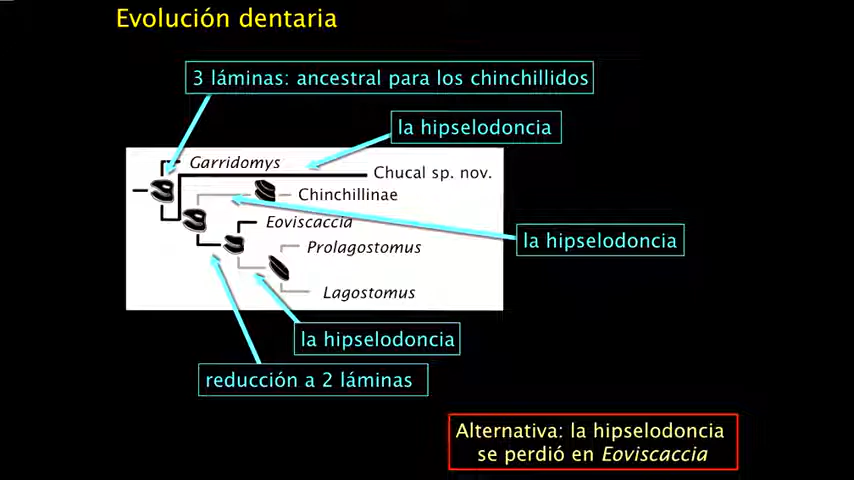 Evolución dentaria
3 láminas: ancestral para los chinchillidos
la hipselodoncia
Garridomys
Chucal sp. nov.
Chinchillinae
Eoviscaccia
la hipselodoncia
Prolagostomus
Lagostomus
la hipselodoncia
reducción a 2 láminas
Alternativa: la hipselodoncia
se perdió en Eoviscaccia